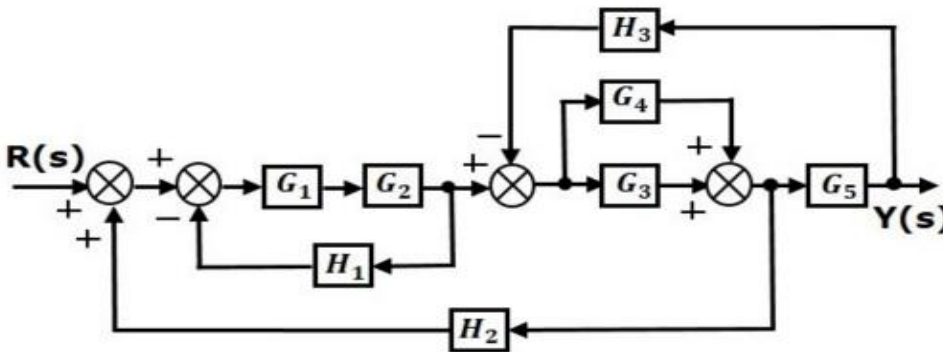 H₃
−
G₄
R(s)
+
+
+
G₁
G₂
+
G₃
+
G₅
+
−
+
Y(s)
H₁
H₂